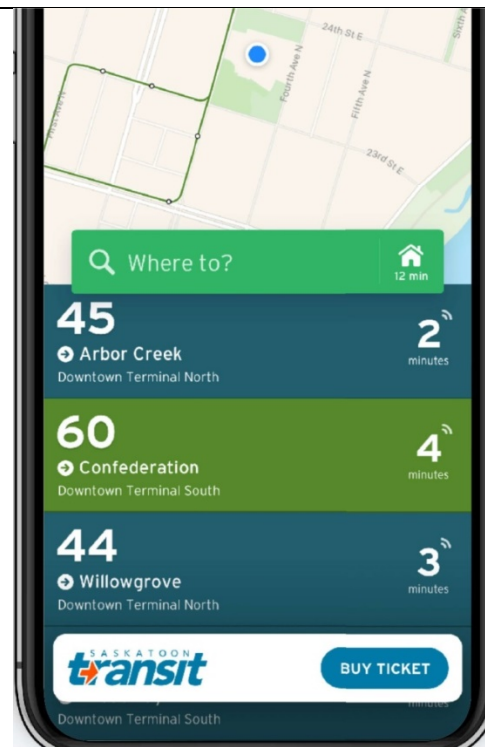 24th St E
Sixth A
Fourth Ave N
Fifth Ave N
23rd St E
Where to?
12 min
45
2
Arbor Creek
minutes
Downtown Terminal North
60
4
Confederation
minutes
Downtown Terminal South
44
3
Willowgrove
minutes
Downtown Terminal North
SASKATOON
transit
BUY TICKET
minutes
Downtown Terminal South